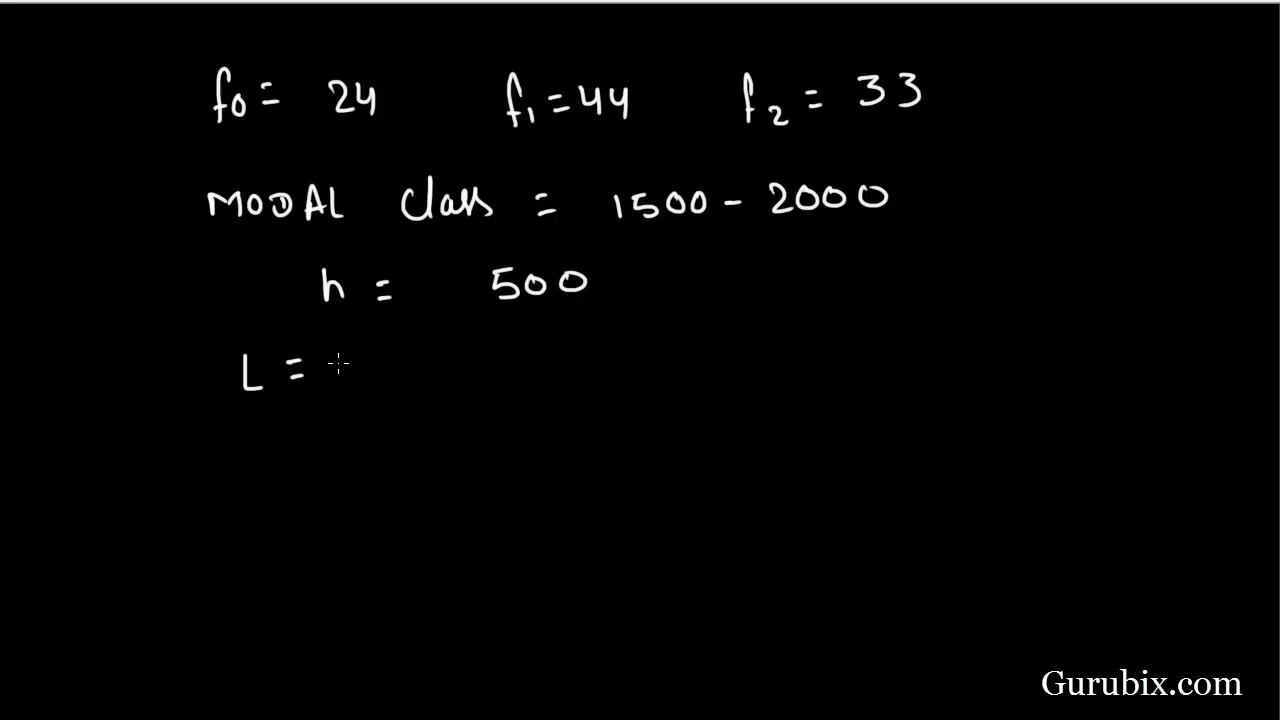 f₀ = 24 f₁ = 44 f₂ = 33
MODAL class = 1500 - 2000
h = 500
L =
Gurubix.com